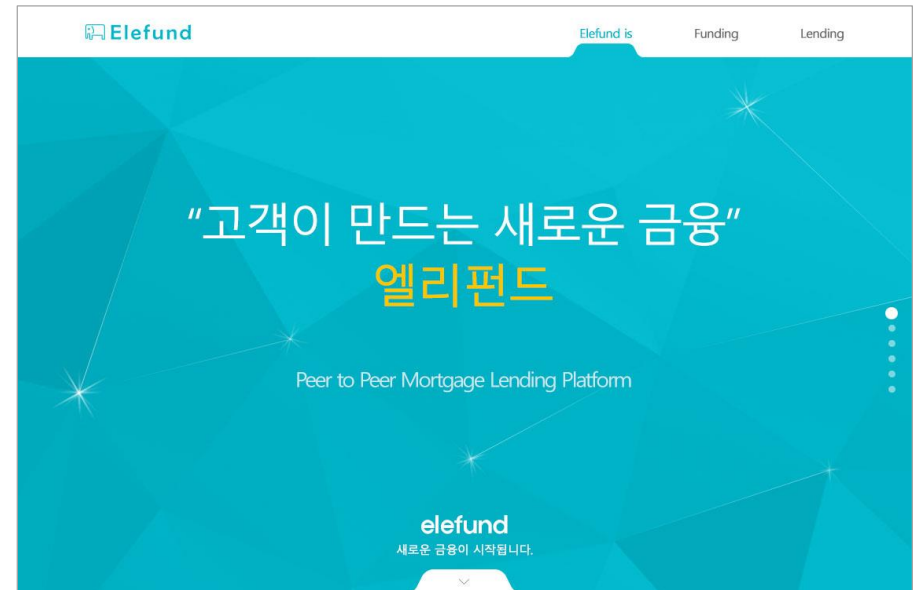 Elefund
Elefund is
Funding
Lending
“고객이 만드는 새로운 금융”
엘리펀드
Peer to Peer Mortgage Lending Platform
elefund
새로운 금융이 시작됩니다.